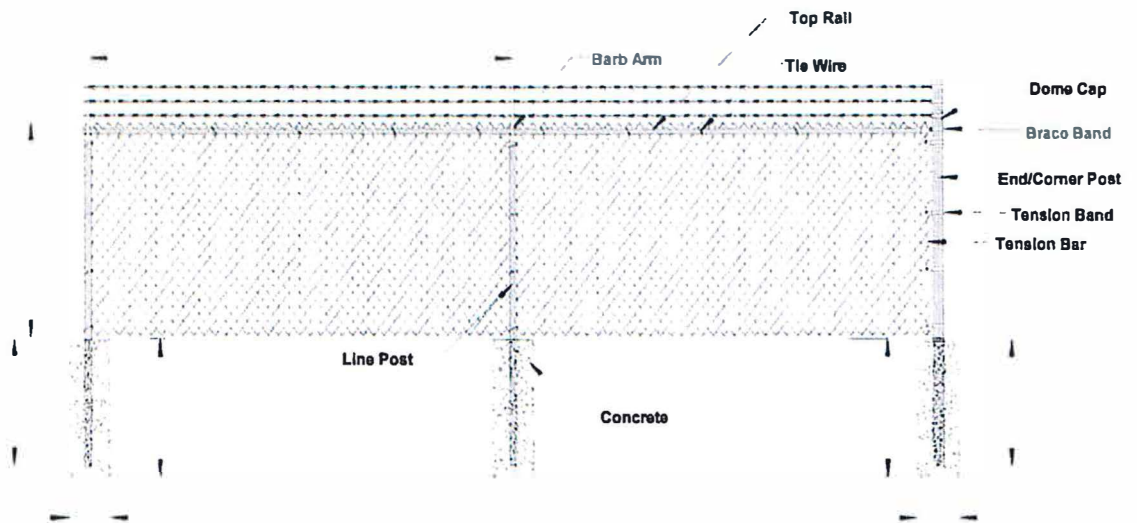 Top Rail
Barb Arm
Tie Wire
Dome Cap
Braco Band
End/Corner Post
Tension Band
Tension Bar
Line Post
Concrete